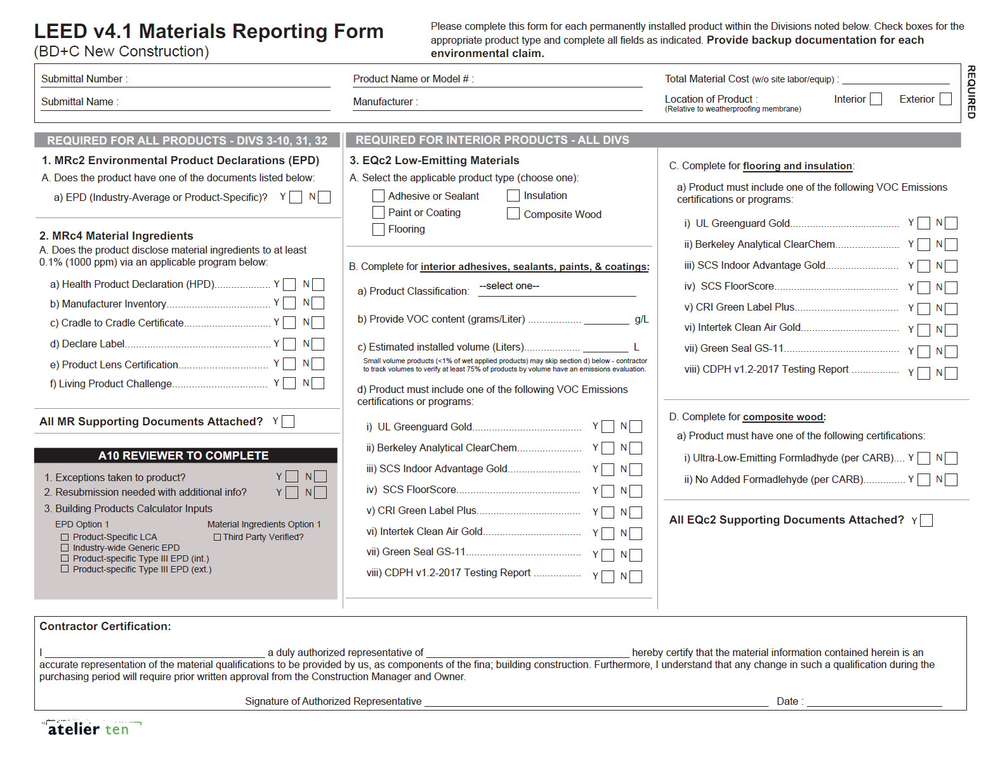 LEED v4.1 Materials Reporting Form
(BD+C New Construction)
Please complete this form for each permanently installed product within the Divisions noted below. Check boxes for the
appropriate product type and complete all fields as indicated. Provide backup documentation for each
environmental claim.
REQUIRED
Submittal Number :
Product Name or Model # :
Total Material Cost (w/o site labor/equip) : ____________________
Submittal Name :
Manufacturer :
Location of Product :
Interior
Exterior
(Relative to weatherproofing membrane)
REQUIRED FOR ALL PRODUCTS - DIVS 3-10, 31, 32
1. MRc2 Environmental Product Declarations (EPD)
A. Does the product have one of the documents listed below:
a) EPD (Industry-Average or Product-Specific)? Y N
2. MRc4 Material Ingredients
A. Does the product disclose material ingredients to at least
0.1% (1000 ppm) via an applicable program below:
a) Health Product Declaration (HPD).................... Y N
b) Manufacturer Inventory..................................... Y N
c) Cradle to Cradle Certificate............................... Y N
d) Declare Label.................................................... Y N
e) Product Lens Certification................................ Y N
f) Living Product Challenge.................................. Y N
All MR Supporting Documents Attached? Y
A10 REVIEWER TO COMPLETE
1. Exceptions taken to product? Y N
2. Resubmission needed with additional info? Y N
3. Building Products Calculator Inputs
EPD Option 1
Product-Specific LCA
Industry-wide Generic EPD
Product-specific Type III EPD (int.)
Product-specific Type III EPD (ext.)
Material Ingredients Option 1
Third Party Verified?
REQUIRED FOR INTERIOR PRODUCTS - ALL DIVS
3. EQc2 Low-Emitting Materials
A. Select the applicable product type (choose one):
Adhesive or Sealant
Paint or Coating
Flooring
Insulation
Composite Wood
B. Complete for interior adhesives, sealants, paints, & coatings:
a) Product Classification: --select one--
b) Provide VOC content (grams/Liter) ................... ________ g/L
c) Estimated installed volume (Liters).................... ________ L
Small volume products (<1% of wet applied products) may skip section d) below - contractor
to track volumes to verify at least 75% of products by volume have an emissions evaluation.
d) Product must include one of the following VOC Emissions
certifications or programs:
i) UL Greenguard Gold....................................... Y N
ii) Berkeley Analytical ClearChem....................... Y N
iii) SCS Indoor Advantage Gold.......................... Y N
iv) SCS FloorScore............................................ Y N
v) CRI Green Label Plus..................................... Y N
vi) Intertek Clean Air Gold................................... Y N
vii) Green Seal GS-11......................................... Y N
viii) CDPH v1.2-2017 Testing Report ................. Y N
C. Complete for flooring and insulation:
a) Product must include one of the following VOC Emissions
certifications or programs:
i) UL Greenguard Gold....................................... Y N
ii) Berkeley Analytical ClearChem....................... Y N
iii) SCS Indoor Advantage Gold.......................... Y N
iv) SCS FloorScore............................................ Y N
v) CRI Green Label Plus..................................... Y N
vi) Intertek Clean Air Gold................................... Y N
vii) Green Seal GS-11......................................... Y N
viii) CDPH v1.2-2017 Testing Report ................. Y N
D. Complete for composite wood:
a) Product must have one of the following certifications:
i) Ultra-Low-Emitting Formladhyde (per CARB).... Y N
ii) No Added Formadlehyde (per CARB)............... Y N
All EQc2 Supporting Documents Attached? Y
Contractor Certification:
I ______________________________________ a duly authorized representative of ___________________________________ hereby certify that the material information contained herein is an
accurate representation of the material qualifications to be provided by us, as components of the fina; building construction. Furthermore, I understand that any change in such a qualification during the
purchasing period will require prior written approval from the Construction Manager and Owner.
Signature of Authorized Representative ____________________________________________________________ Date : ________________________
atelier ten